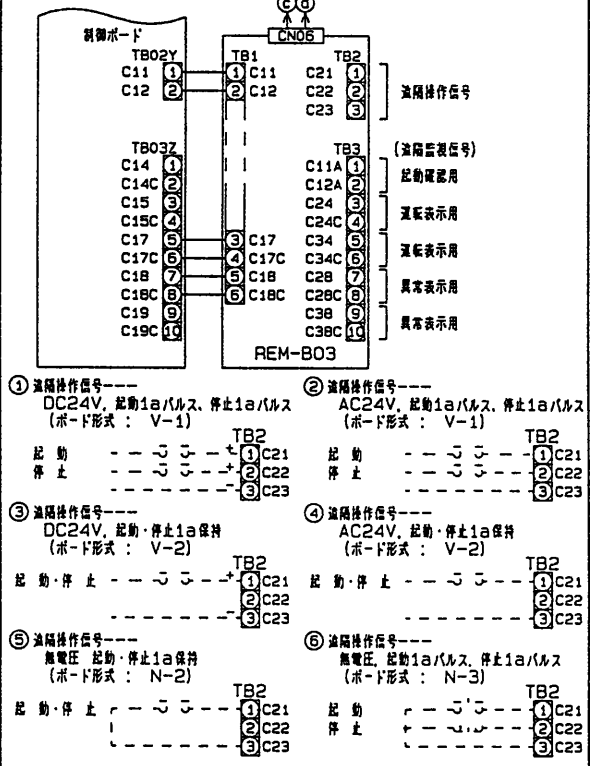 ⓒ ⓓ
CN06
制御ボード
TB02Y
C11 ①
C12 ②
TB03Z
C14 ①
C14C ②
C15 ③
C15C ④
C17 ⑤
C17C ⑥
C18 ⑦
C18C ⑧
C19 ⑨
C19C ⑩
TB1
① C11
② C12
③ C17
④ C17C
⑤ C18
⑥ C18C
TB2
C21 ①
C22 ②
C23 ③
遠隔操作信号
TB3 (遠隔監視信号)
C11A ①
C12A ②
起動確認用
C24 ③
C24C ④
運転表示用
C34 ⑤
C34C ⑥
運転表示用
C28 ⑦
C28C ⑧
異常表示用
C38 ⑨
C38C ⑩
異常表示用
REM-B03
① 遠隔操作信号---
DC24V, 起動1aパルス、停止1aパルス
(ボード形式 : V-1)
TB2
起動 + ① C21
停止 + ② C22
- ③ C23
② 遠隔操作信号---
AC24V, 起動1aパルス、停止1aパルス
(ボード形式 : V-1)
TB2
起動 ① C21
停止 ② C22
③ C23
③ 遠隔操作信号---
DC24V, 起動・停止1a保持
(ボード形式 : V-2)
TB2
起動・停止 + ① C21
② C22
- ③ C23
④ 遠隔操作信号---
AC24V, 起動・停止1a保持
(ボード形式 : V-2)
TB2
起動・停止 ① C21
② C22
③ C23
⑤ 遠隔操作信号---
無電圧 起動・停止1a保持
(ボード形式 : N-2)
TB2
起動・停止 ① C21
② C22
③ C23
⑥ 遠隔操作信号---
無電圧, 起動1aパルス, 停止1aパルス
(ボード形式 : N-3)
TB2
起動 ① C21
停止 ② C22
③ C23